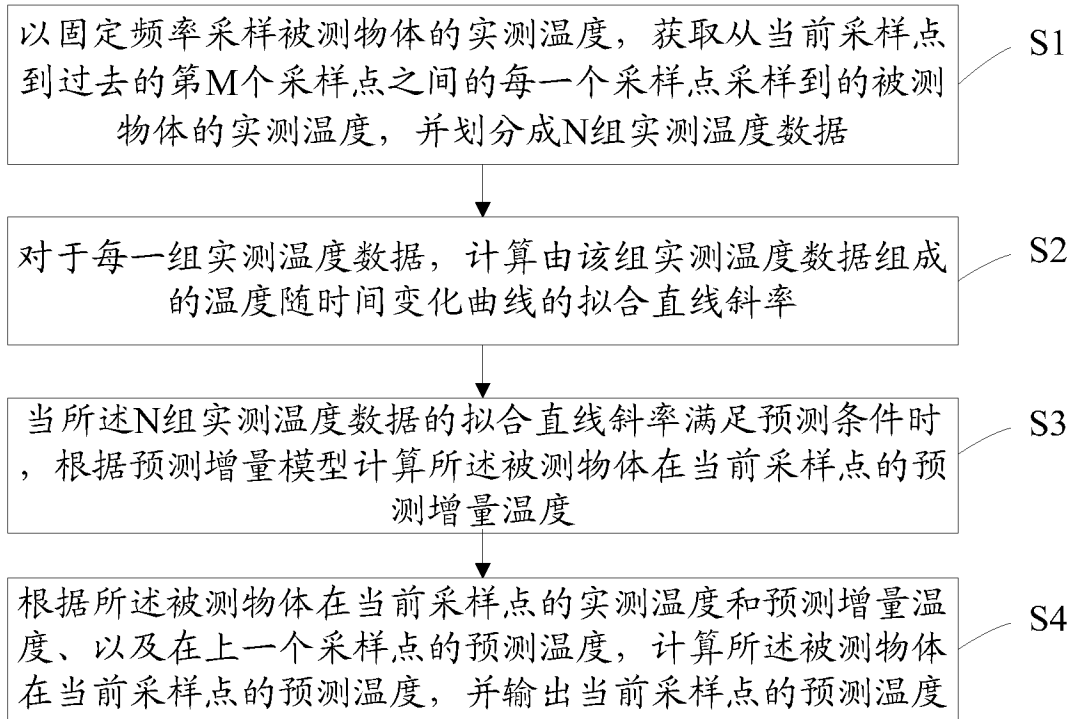 以固定频率采样被测物体的实测温度，获取从当前采样点
到过去的第M个采样点之间的每一个采样点采样到的被测
物体的实测温度，并划分成N组实测温度数据
S1
对于每一组实测温度数据，计算由该组实测温度数据组成
的温度随时间变化曲线的拟合直线斜率
S2
当所述N组实测温度数据的拟合直线斜率满足预测条件时
，根据预测增量模型计算所述被测物体在当前采样点的预
测增量温度
S3
根据所述被测物体在当前采样点的实测温度和预测增量温
度、以及在上一个采样点的预测温度，计算所述被测物体
在当前采样点的预测温度，并输出当前采样点的预测温度
S4